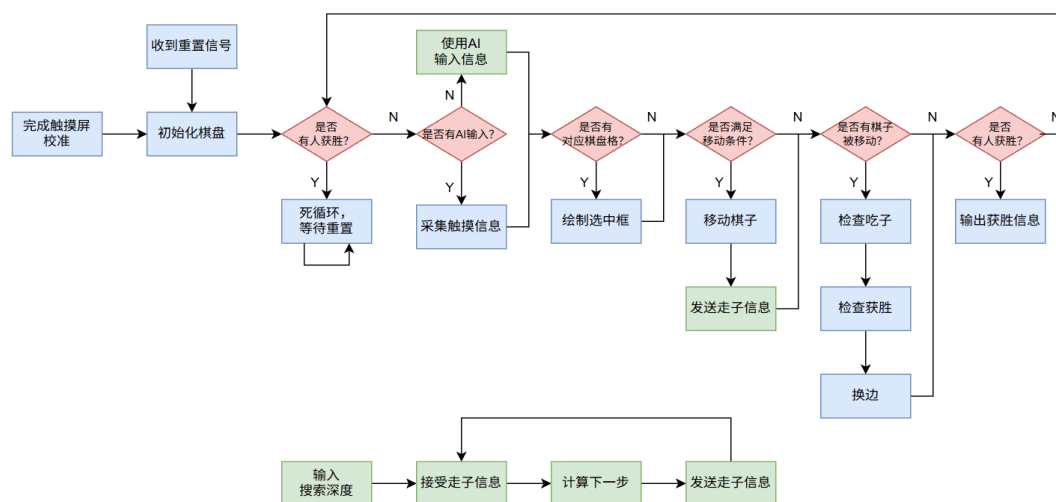 收到重置信号
使用AI
输入信息
N
N
N
N
N
N
N
完成触摸屏
校准
初始化棋盘
是否
有人获胜？
是否有AI输入？
是否有
对应棋盘格？
是否满足
移动条件？
是否有棋子
被移动？
是否
有人获胜？
Y
Y
Y
Y
Y
Y
死循环，
等待重置
采集触摸信息
绘制选中框
移动棋子
检查吃子
输出获胜信息
发送走子信息
检查获胜
换边
输入
搜索深度
接受走子信息
计算下一步
发送走子信息